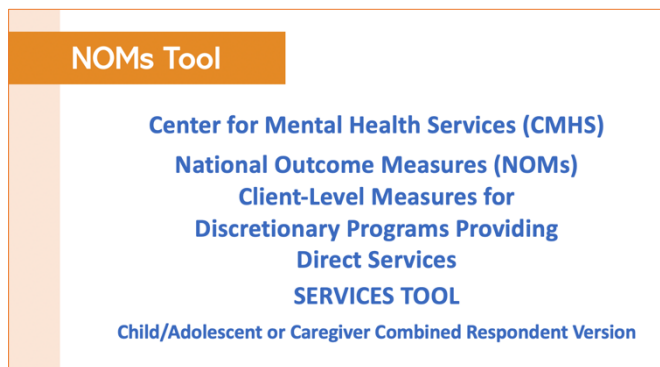 NOMs Tool
Center for Mental Health Services (CMHS)
National Outcome Measures (NOMs)
Client-Level Measures for
Discretionary Programs Providing
Direct Services
SERVICES TOOL
Child/Adolescent or Caregiver Combined Respondent Version